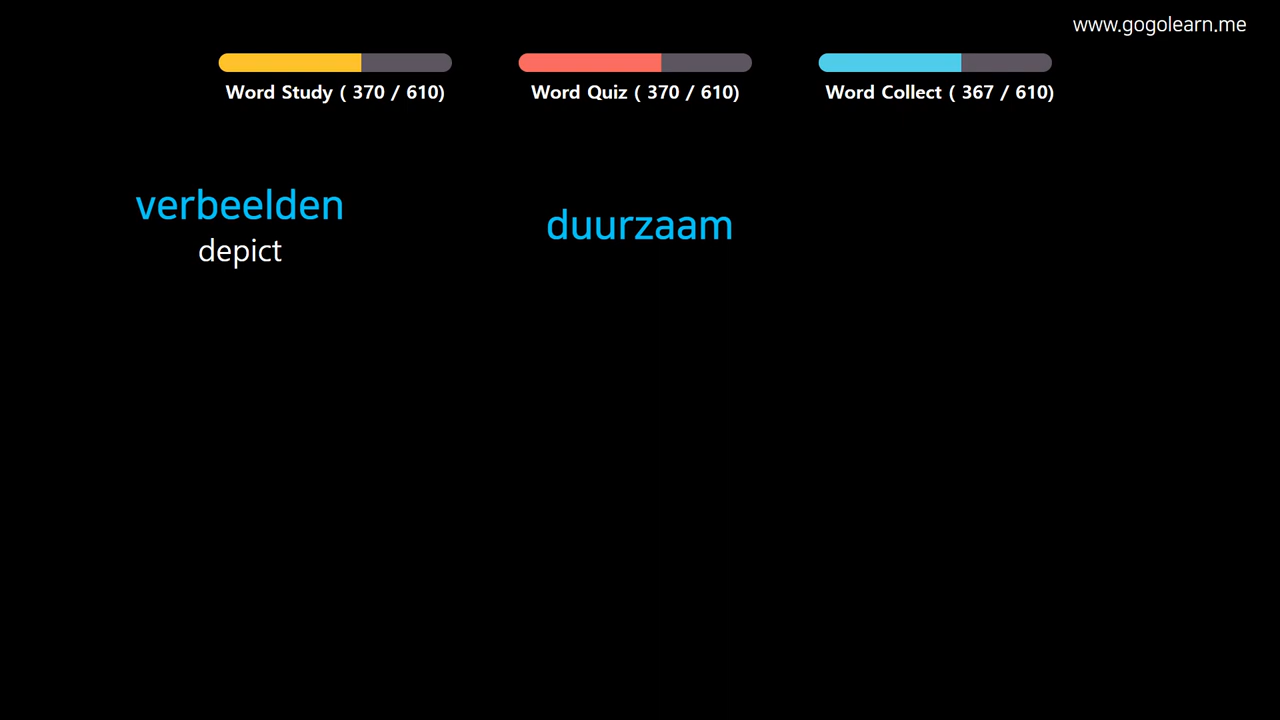 www.gogolearn.me
Word Study ( 370 / 610)
Word Quiz ( 370 / 610)
Word Collect ( 367 / 610)
verbeelden
depict
duurzaam